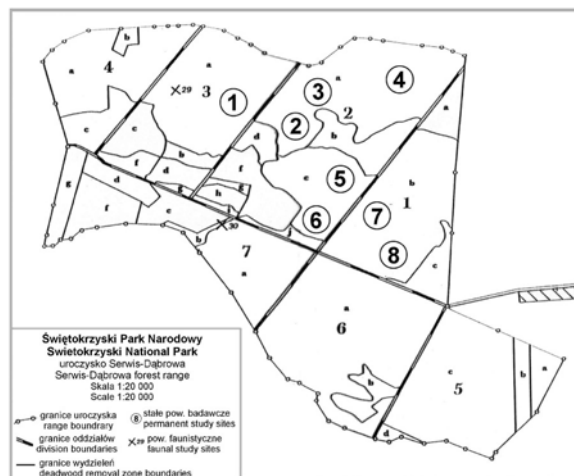 b
a
4
a
3
29
1
a
3
4
2
2
b
a
d
c
c
b
f
f
d
g
g
h
e
5
b
1
7
6
j
8
g
d
f
c
b
30
7
a
c
a
6
b
c
5
b
a
d
Świętokrzyski Park Narodowy
Swietokrzyski National Park
uroczysko Serwis-Dąbrowa
Serwis-Dąbrowa forest range
Skala 1:20 000
Scale 1:20 000
granice uroczyska
range boundrary
8 stałe pow. badawcze
permanent study sites
granice oddziałów
division boundaries
29 pow. faunistyczne
faunal study sites
granice wydzieleń
deadwood removal zone boundaries